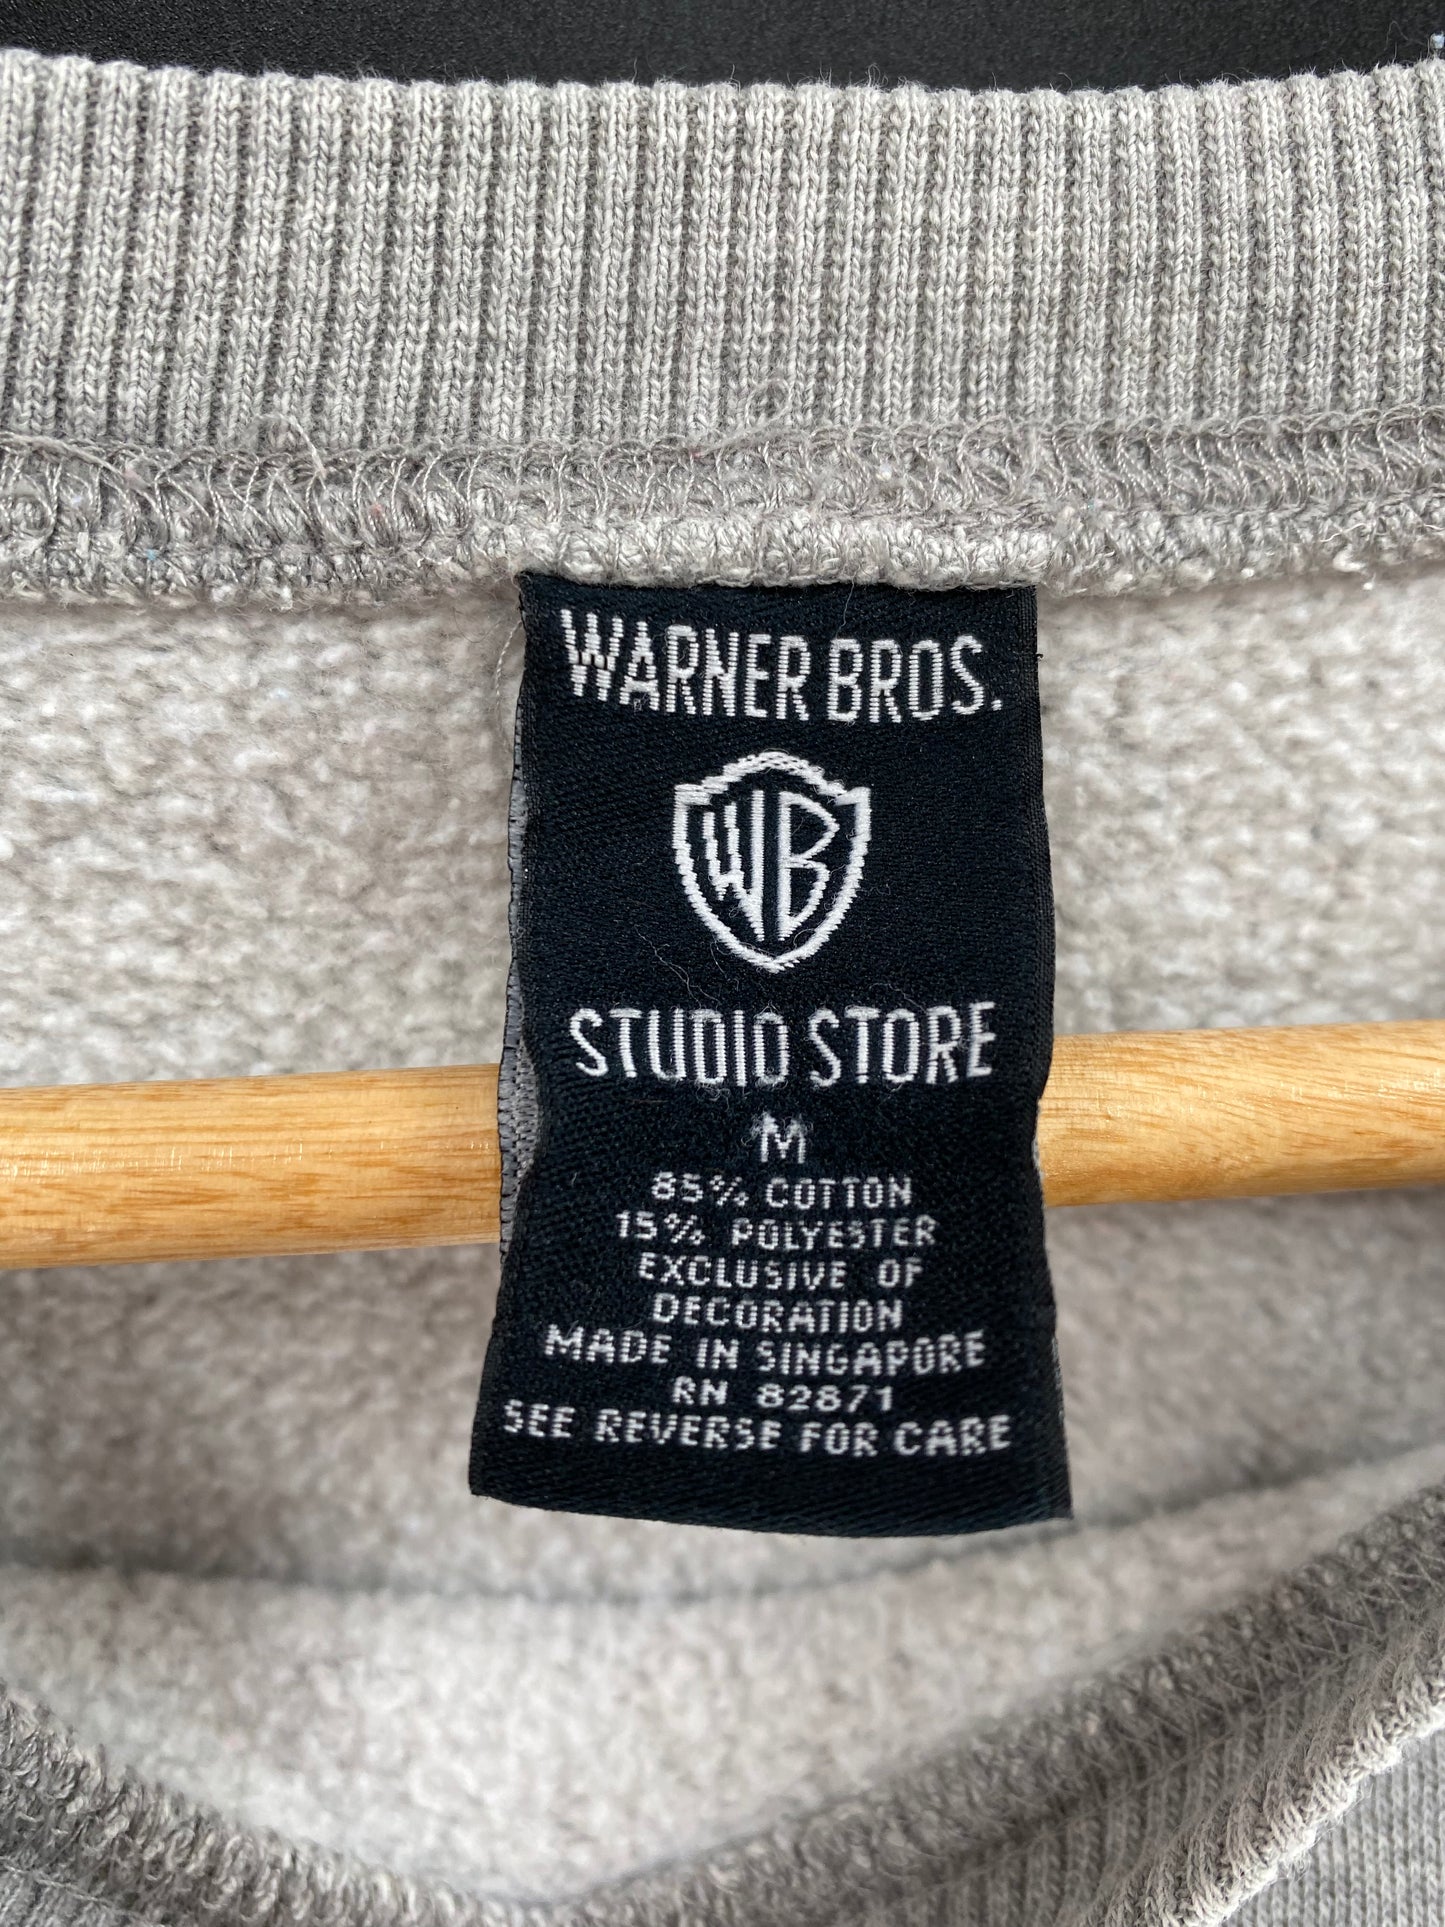 WARNER BROS.
WB
STUDIO STORE
M
85% COTTON
15% POLYESTER
EXCLUSIVE OF
DECORATION
MADE IN SINGAPORE
RN 82871
SEE REVERSE FOR CARE